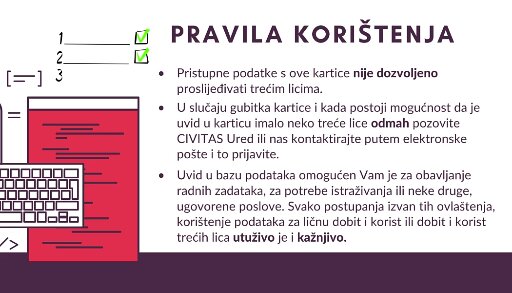 PRAVILA KORIŠTENJA
1
2
3
[—]
=
/>
• Pristupne podatke s ove kartice nije dozvoljeno
proslijeđivati trećim licima.
• U slučaju gubitka kartice i kada postoji mogućnost da je
uvid u karticu imalo neko treće lice odmah pozovite
CIVITAS Ured ili nas kontaktirajte putem elektronske
pošte i to prijavite.
• Uvid u bazu podataka omogućen Vam je za obavljanje
radnih zadataka, za potrebe istraživanja ili neke druge,
ugovorene poslove. Svako postupanja izvan tih ovlaštenja,
korištenje podataka za ličnu dobit i korist ili dobit i korist
trećih lica utuživo je i kažnjivo.